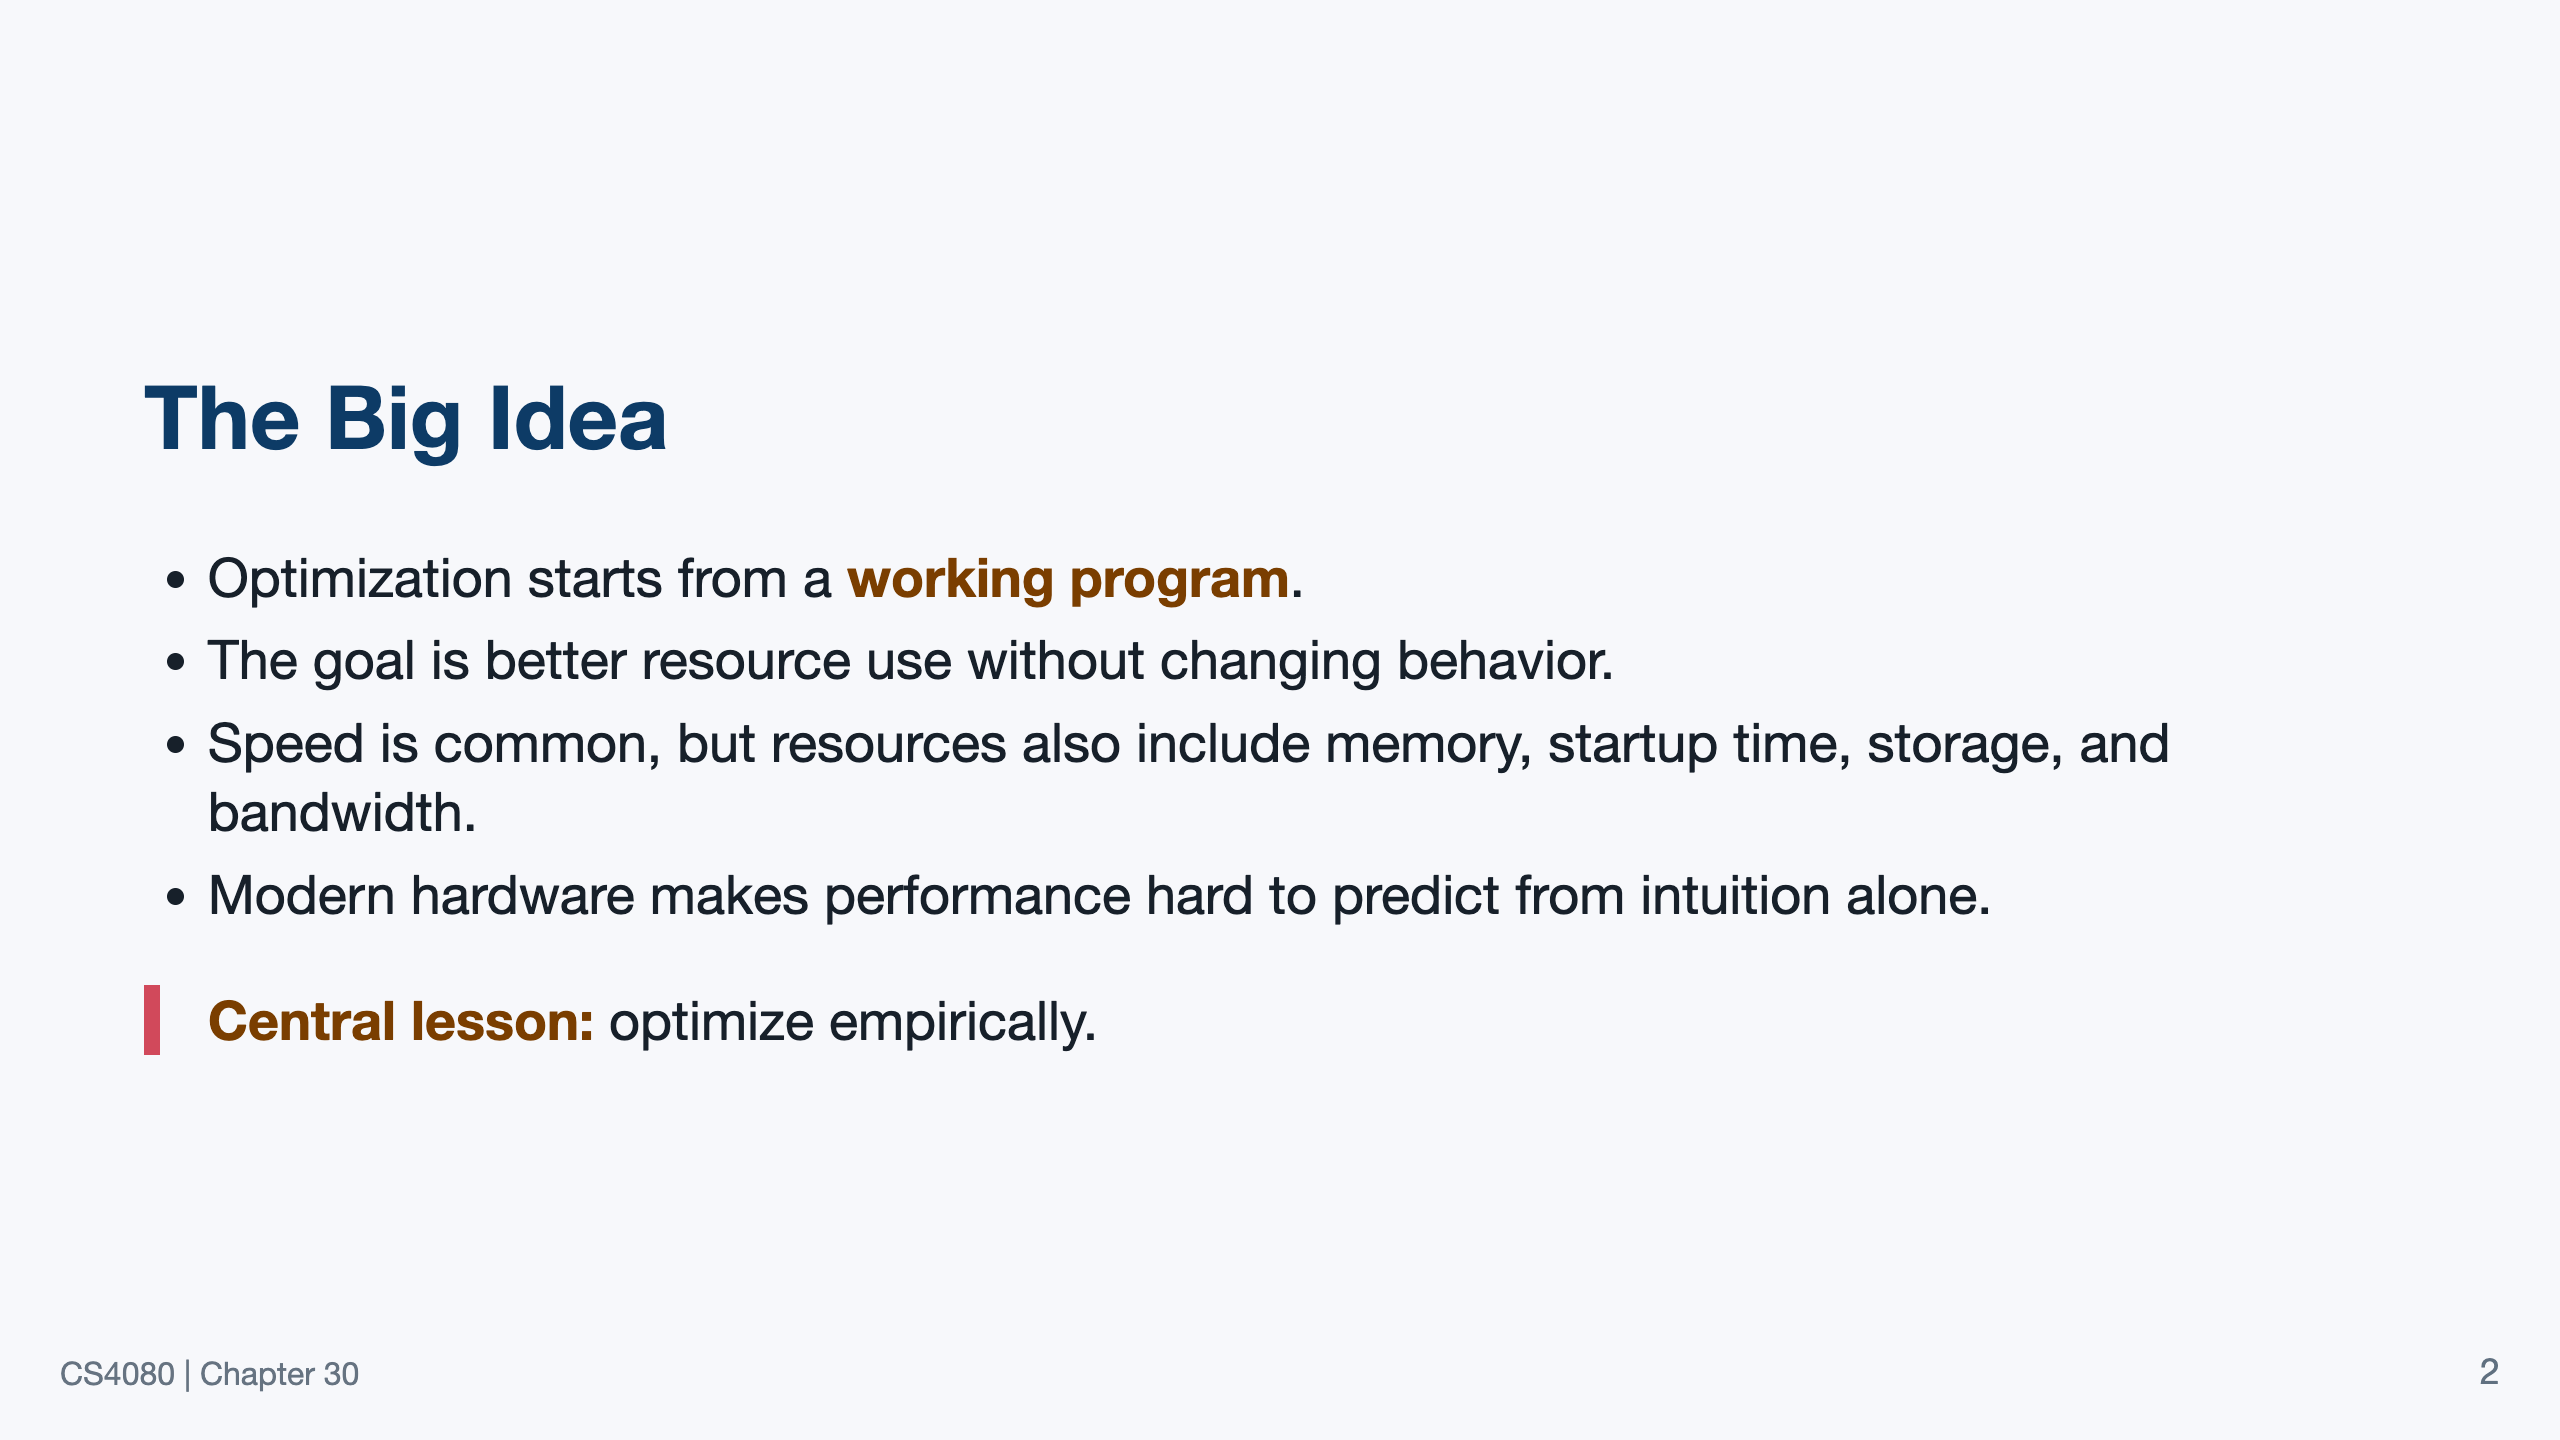 The Big Idea
• Optimization starts from a working program.
• The goal is better resource use without changing behavior.
• Speed is common, but resources also include memory, startup time, storage, and
bandwidth.
• Modern hardware makes performance hard to predict from intuition alone.
Central lesson: optimize empirically.
CS4080 | Chapter 30
2